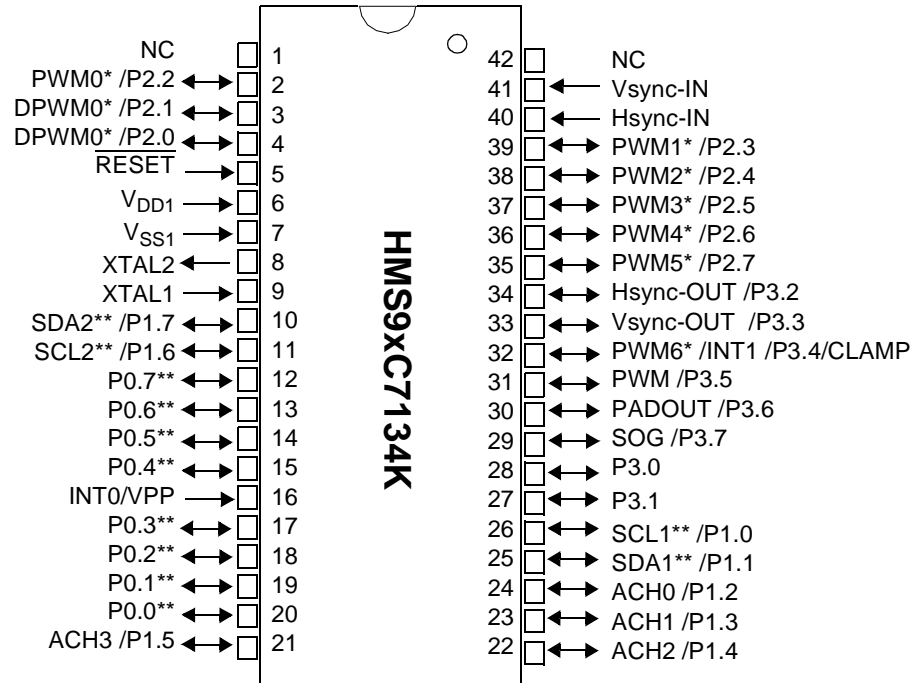 NC 1
PWM0* /P2.2 2
DPWM0* /P2.1 3
DPWM0* /P2.0 4
RESET 5
VDD1 6
VSS1 7
XTAL2 8
XTAL1 9
SDA2** /P1.7 10
SCL2** /P1.6 11
P0.7** 12
P0.6** 13
P0.5** 14
P0.4** 15
INT0/VPP 16
P0.3** 17
P0.2** 18
P0.1** 19
P0.0** 20
ACH3 /P1.5 21
HMS9xC7134K
42 NC
41 Vsync-IN
40 Hsync-IN
39 PWM1* /P2.3
38 PWM2* /P2.4
37 PWM3* /P2.5
36 PWM4* /P2.6
35 PWM5* /P2.7
34 Hsync-OUT /P3.2
33 Vsync-OUT /P3.3
32 PWM6* /INT1 /P3.4/CLAMP
31 PWM /P3.5
30 PADOUT /P3.6
29 SOG /P3.7
28 P3.0
27 P3.1
26 SCL1** /P1.0
25 SDA1** /P1.1
24 ACH0 /P1.2
23 ACH1 /P1.3
22 ACH2 /P1.4